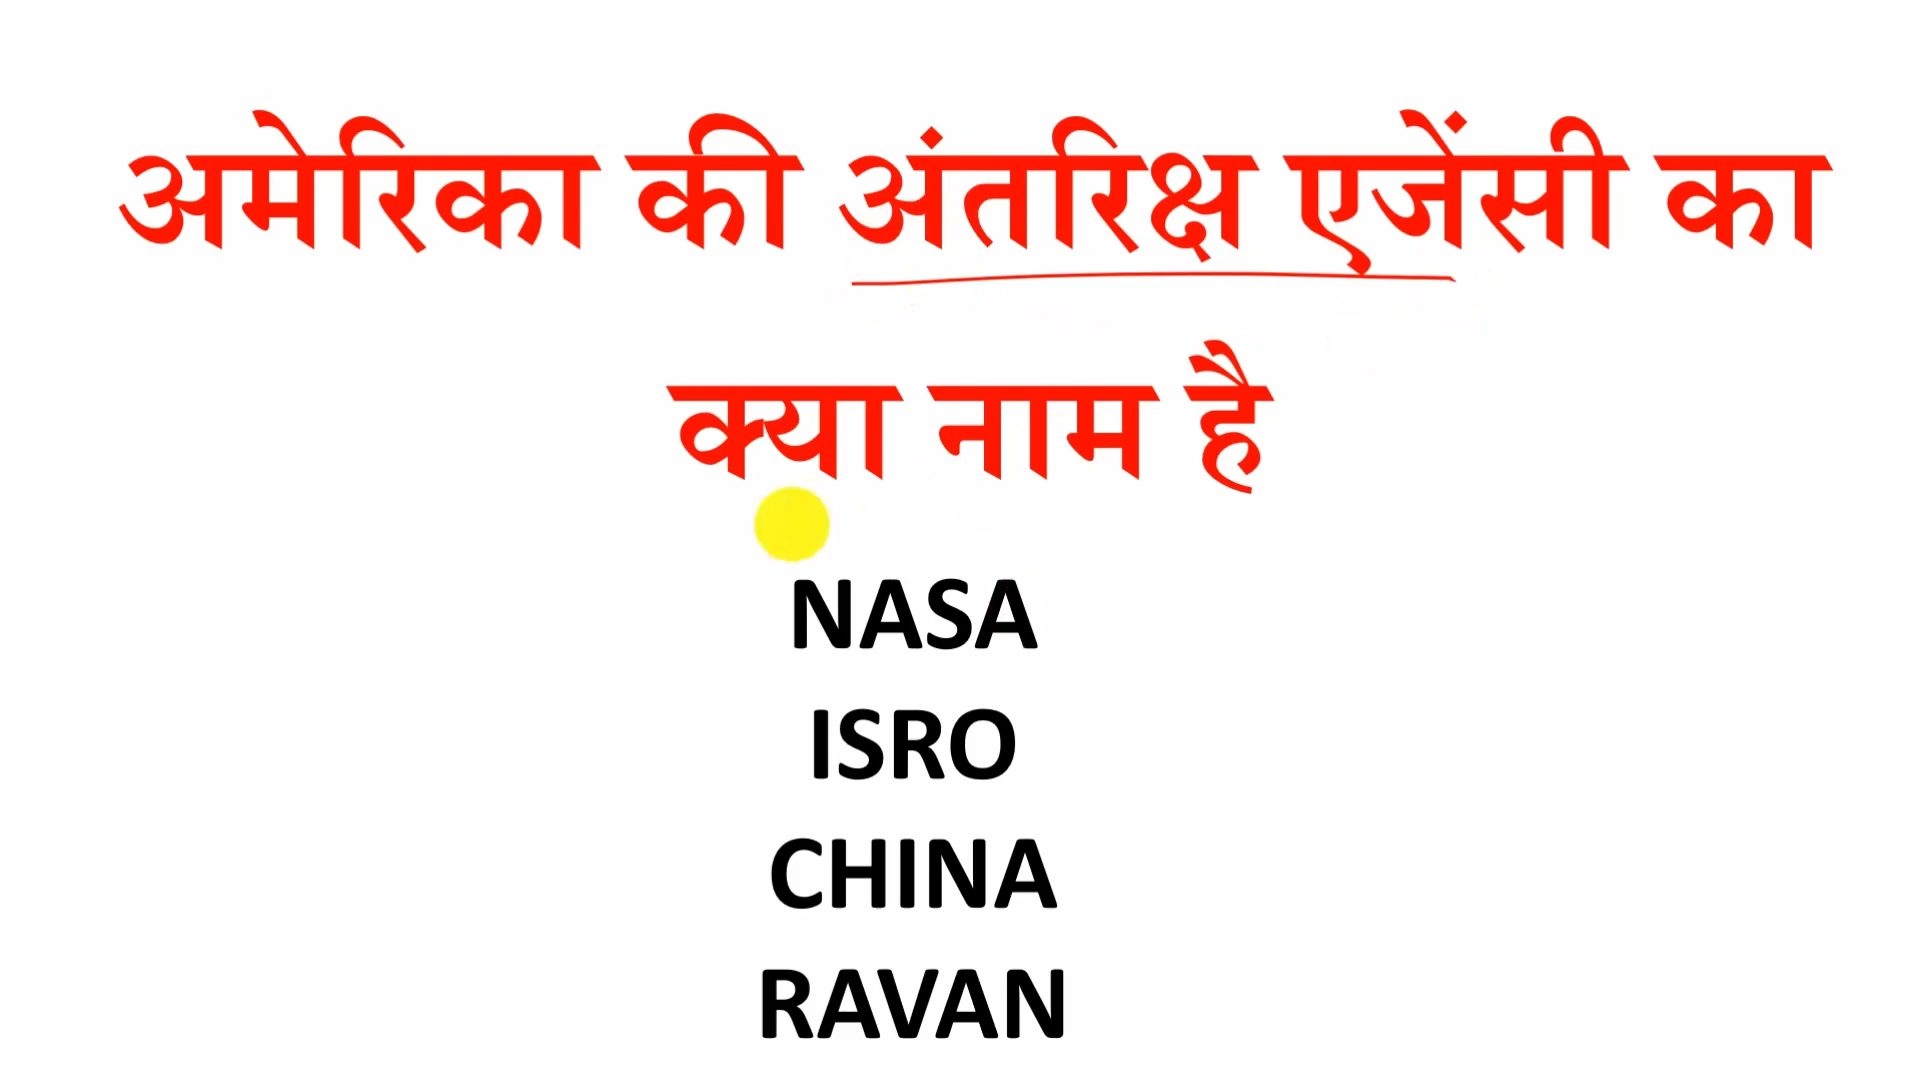 अमेरिका की अंतरिक्ष एजेंसी का
क्या नाम है
NASA
ISRO
CHINA
RAVAN